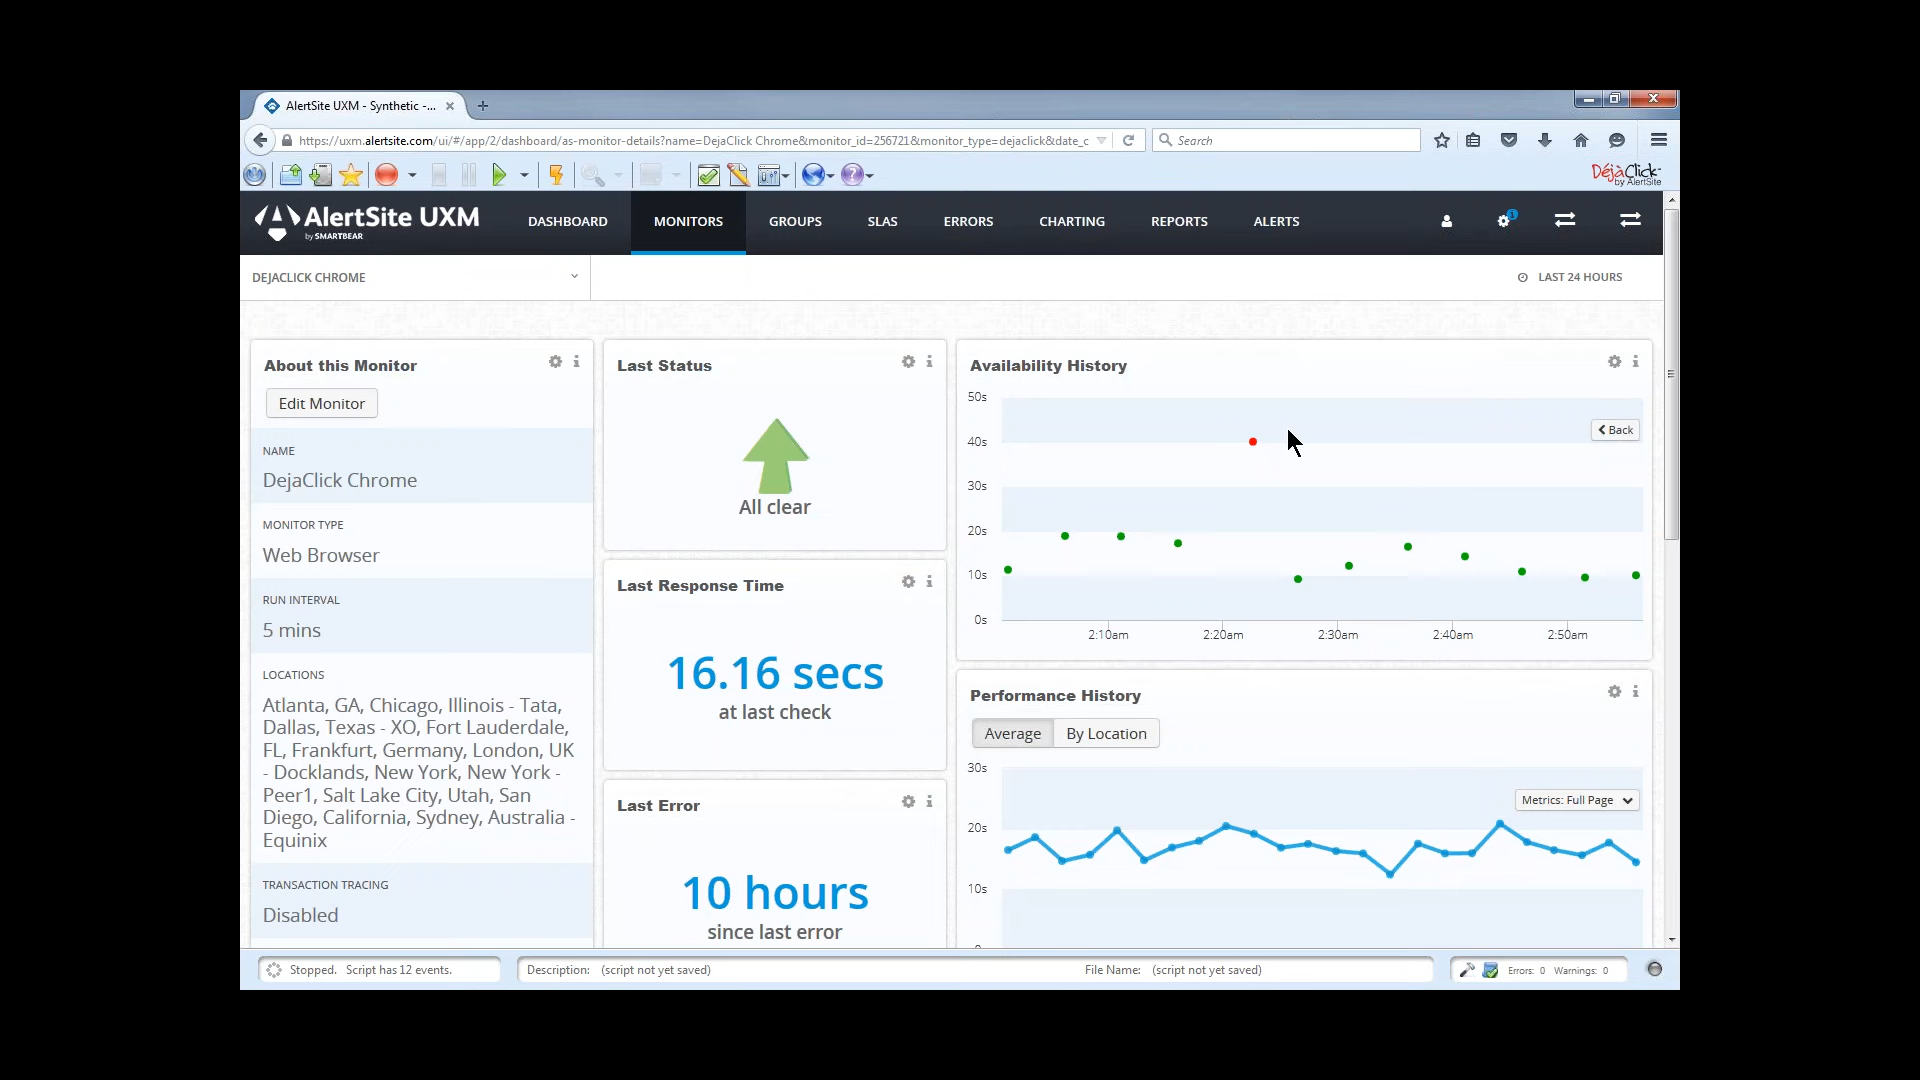 AlertSite UXM - Synthetic -...
https://uxm.alertsite.com/ui/#/app/2/dashboard/as-monitor-details?name=DejaClick Chrome&monitor_id=256721&monitor_type=dejaclick&date_c
Search
DéjàClick
by AlertSite
AlertSite UXM
by SMARTBEAR
DASHBOARD
MONITORS
GROUPS
SLAS
ERRORS
CHARTING
REPORTS
ALERTS
DEJACLICK CHROME
LAST 24 HOURS
About this Monitor
Edit Monitor
NAME
DejaClick Chrome
MONITOR TYPE
Web Browser
RUN INTERVAL
5 mins
LOCATIONS
Atlanta, GA, Chicago, Illinois - Tata,
Dallas, Texas - XO, Fort Lauderdale,
FL, Frankfurt, Germany, London, UK
- Docklands, New York, New York -
Peer1, Salt Lake City, Utah, San
Diego, California, Sydney, Australia -
Equinix
TRANSACTION TRACING
Disabled
Last Status
All clear
Last Response Time
16.16 secs
at last check
Last Error
10 hours
since last error
Availability History
50s
Back
40s
30s
20s
10s
0s
2:10am
2:20am
2:30am
2:40am
2:50am
Performance History
Average
By Location
30s
Metrics: Full Page
20s
10s
Stopped. Script has 12 events.
Description: (script not yet saved)
File Name: (script not yet saved)
Errors: 0 Warnings: 0